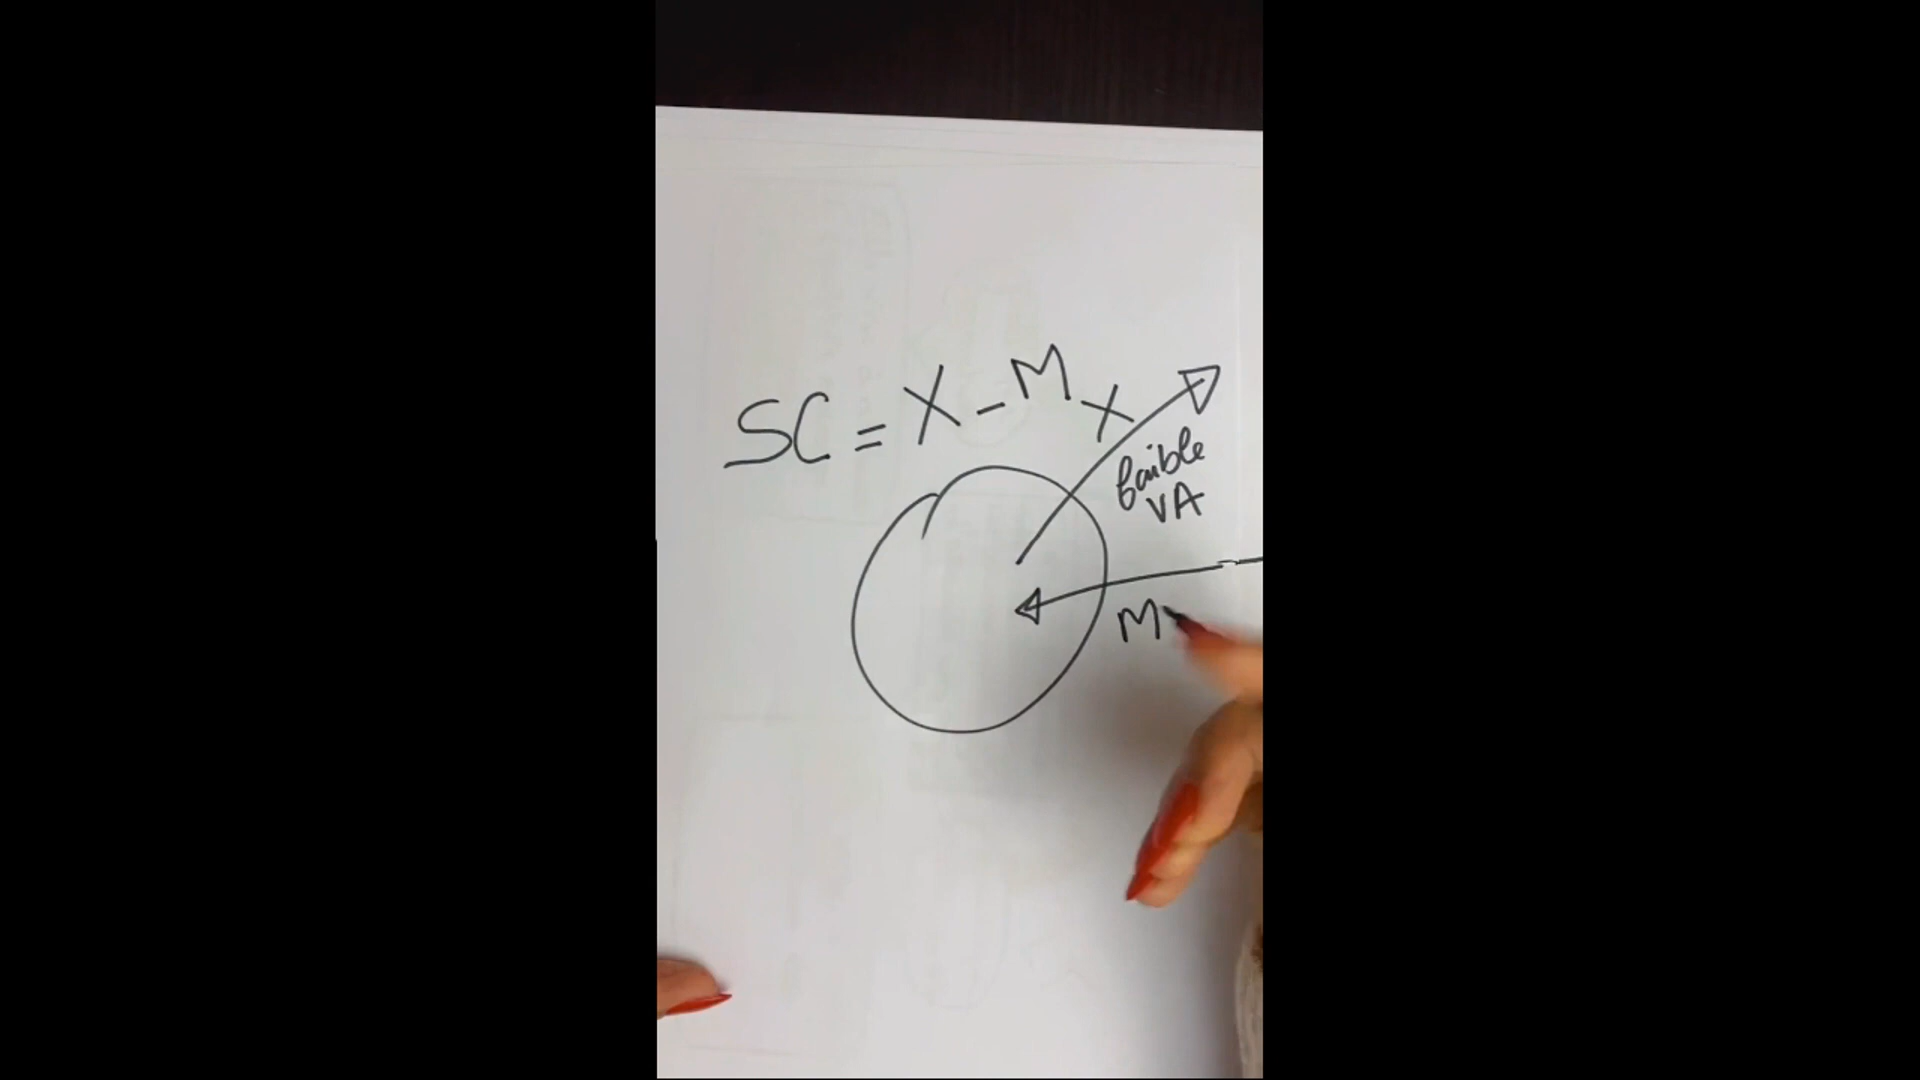 SC = X - M
X
faible
VA
M